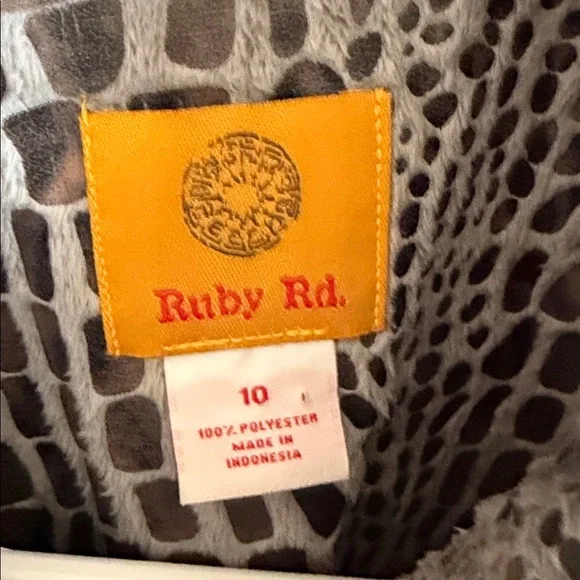 Ruby Rd.
10
100% POLYESTER
MADE IN
INDONESIA